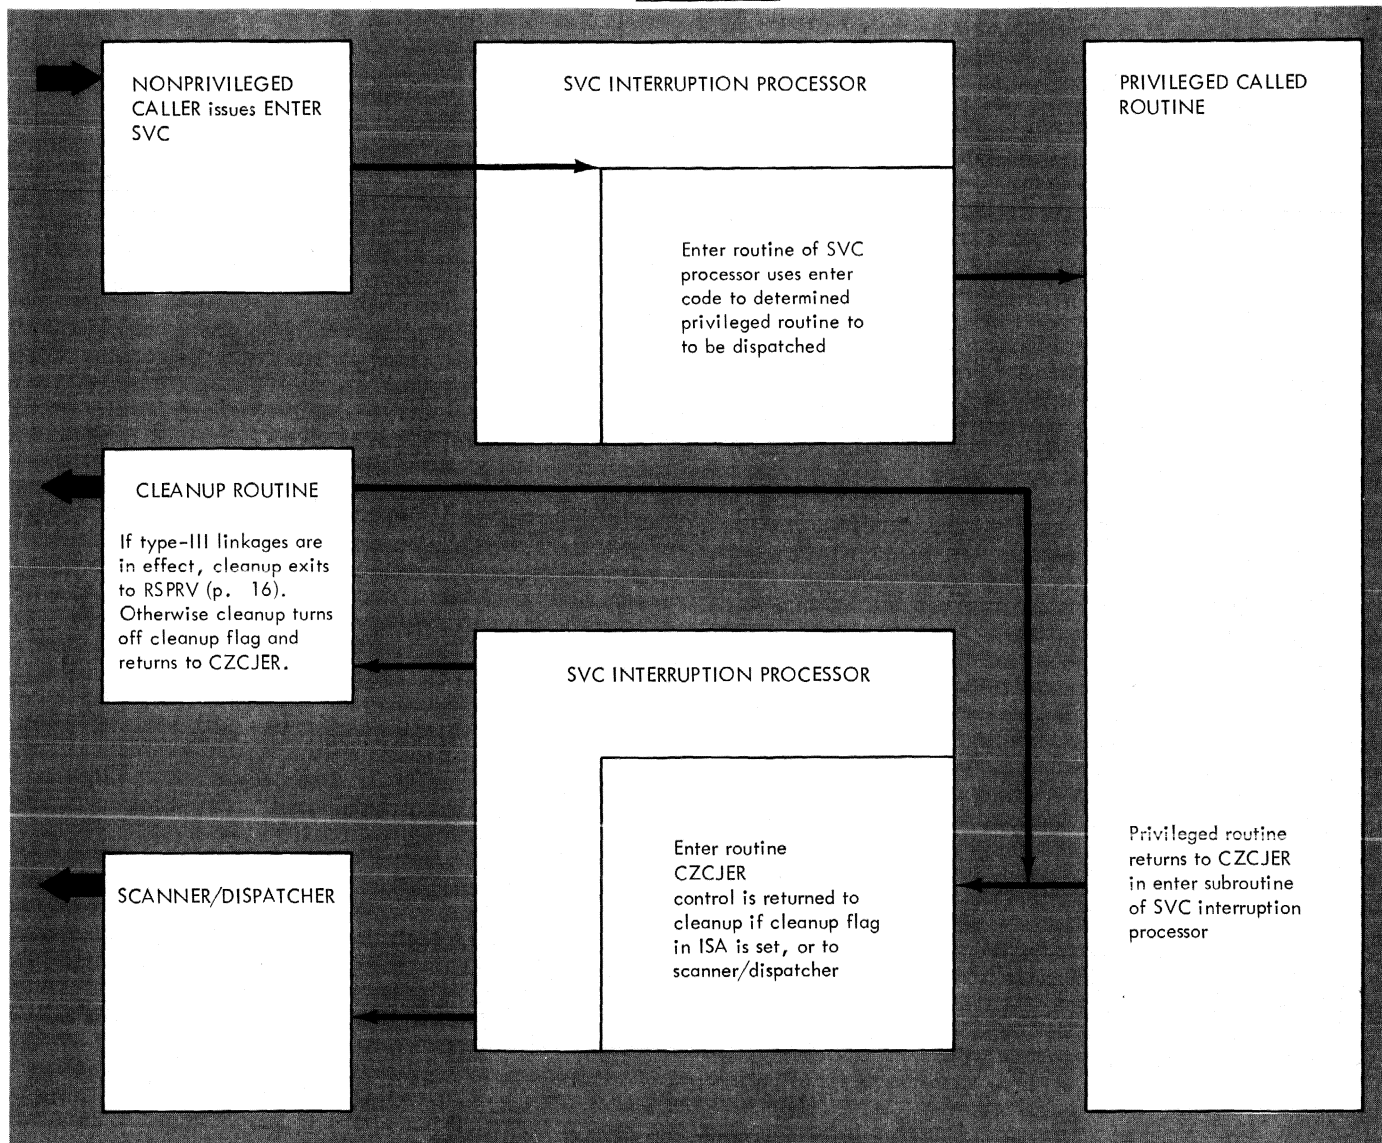 NONPRIVILEGED
CALLER issues ENTER
SVC
SVC INTERRUPTION PROCESSOR
Enter routine of SVC
processor uses enter
code to determined
privileged routine to
to be dispatched
PRIVILEGED CALLED
ROUTINE
CLEANUP ROUTINE
If type-III linkages are
in effect, cleanup exits
to RSPRV (p. 16).
Otherwise cleanup turns
off cleanup flag and
returns to CZCJER.
SVC INTERRUPTION PROCESSOR
Enter routine
CZCJER
control is returned to
cleanup if cleanup flag
in ISA is set, or to
scanner/dispatcher
Privileged routine
returns to CZCJER
in enter subroutine
of SVC interruption
processor
SCANNER/DISPATCHER